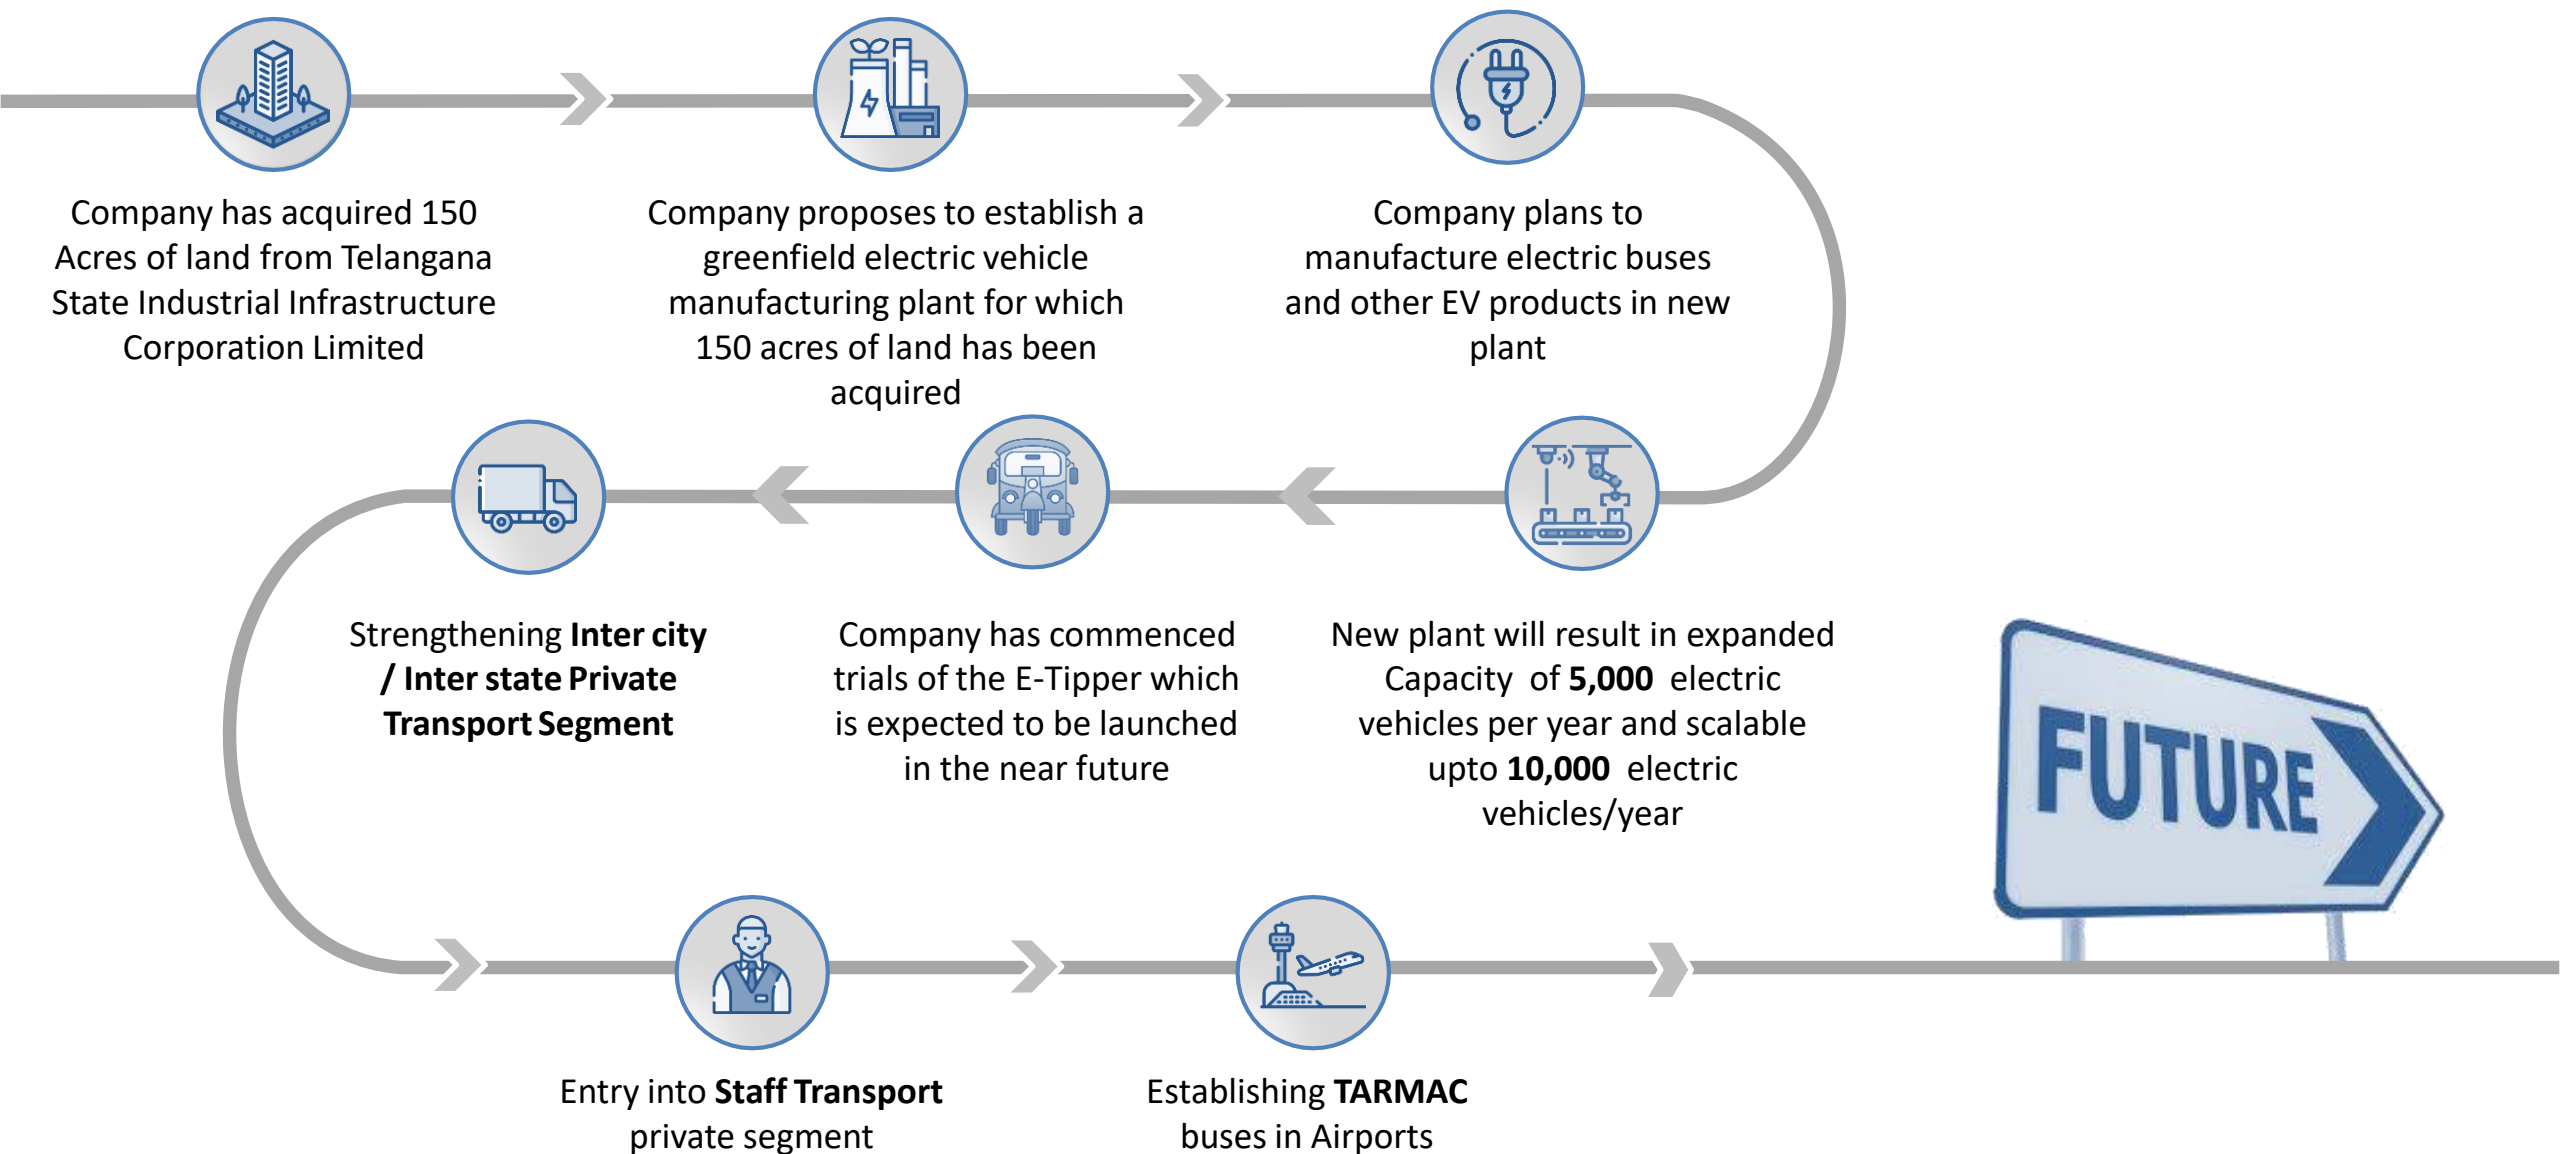 Company has acquired 150
Acres of land from Telangana
State Industrial Infrastructure
Corporation Limited
Company proposes to establish a
greenfield electric vehicle
manufacturing plant for which
150 acres of land has been
acquired
Company plans to
manufacture electric buses
and other EV products in new
plant
New plant will result in expanded
Capacity of 5,000 electric
vehicles per year and scalable
upto 10,000 electric
vehicles/year
Company has commenced
trials of the E-Tipper which
is expected to be launched
in the near future
Strengthening Inter city
/ Inter state Private
Transport Segment
Entry into Staff Transport
private segment
Establishing TARMAC
buses in Airports
FUTURE